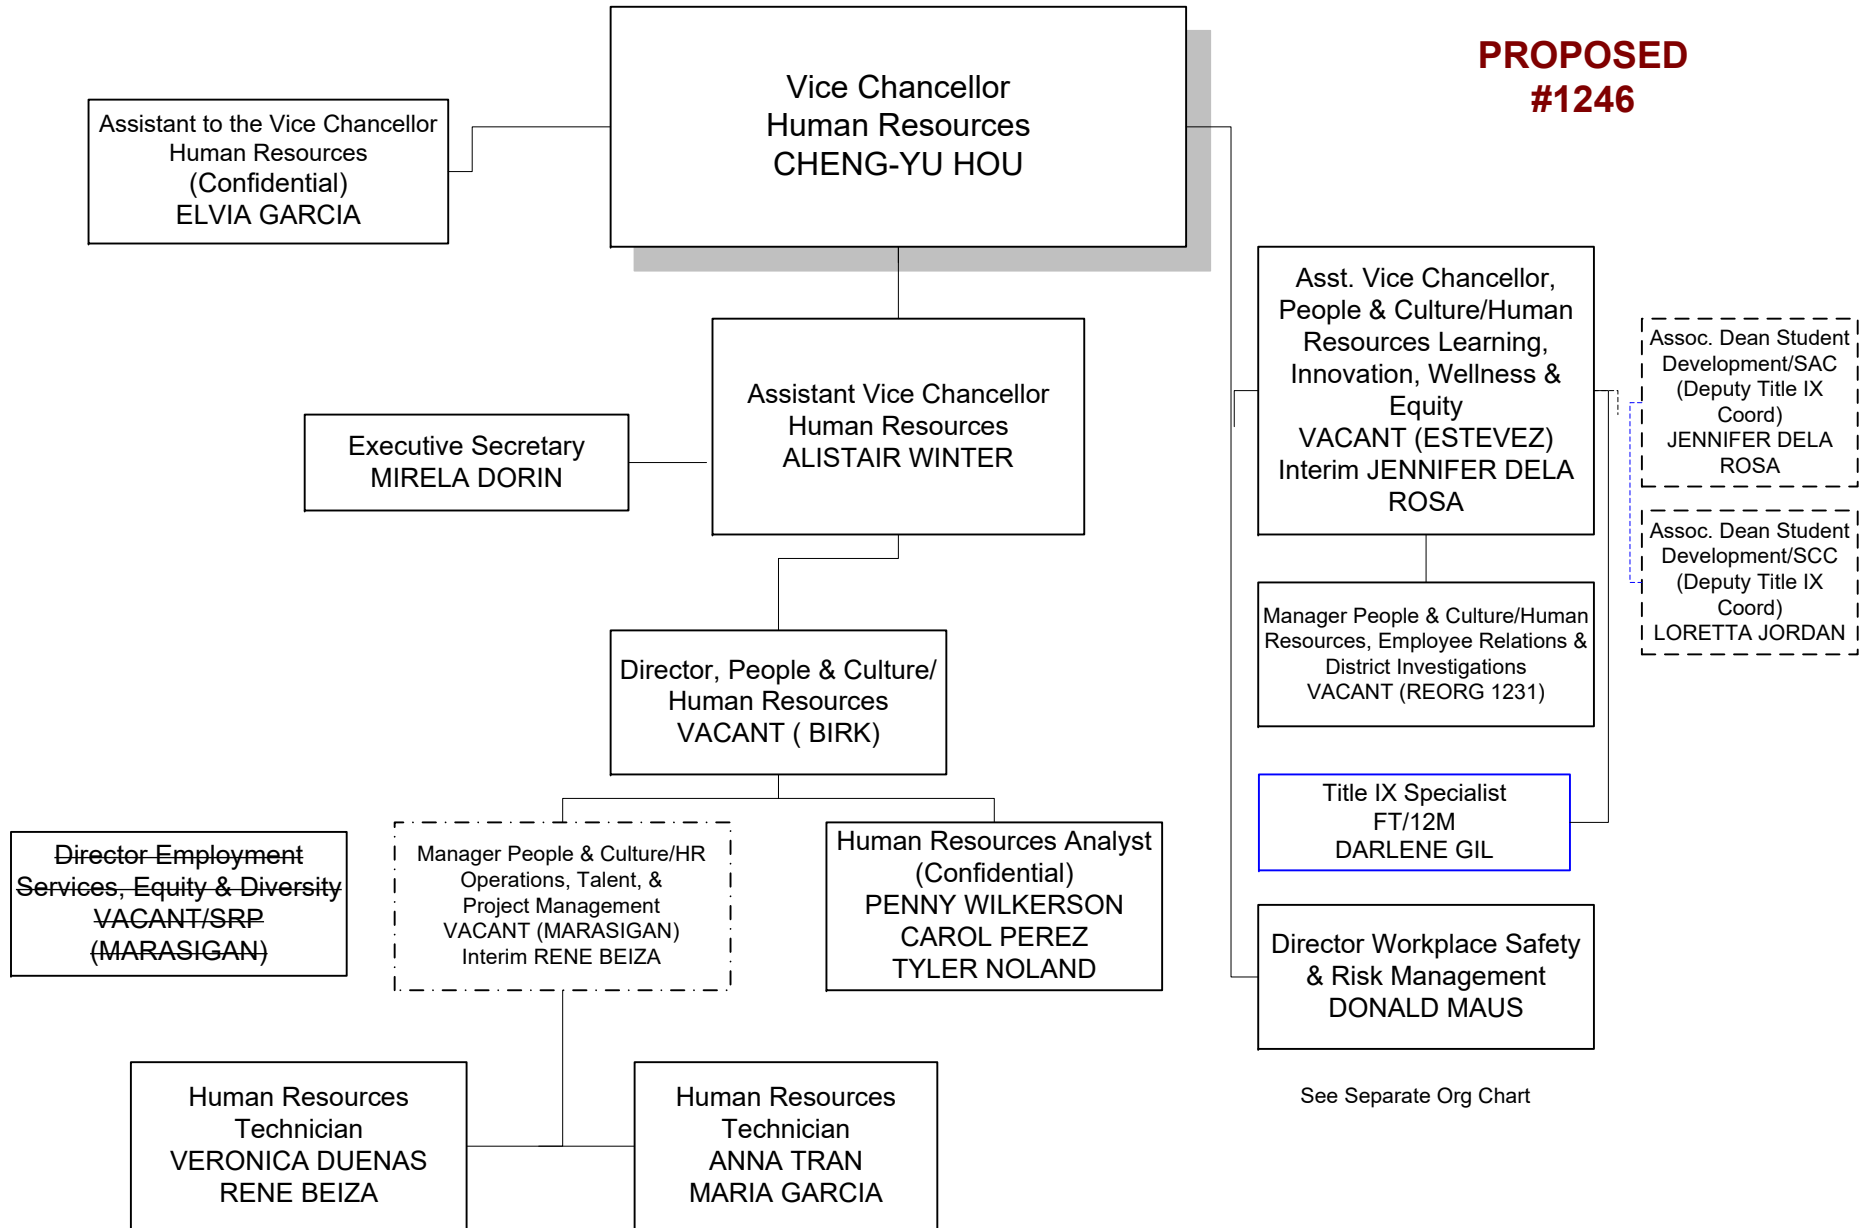 PROPOSED
#1246
Vice Chancellor
Human Resources
CHENG-YU HOU
Assistant to the Vice Chancellor
Human Resources
(Confidential)
ELVIA GARCIA
Assistant Vice Chancellor
Human Resources
ALISTAIR WINTER
Executive Secretary
MIRELA DORIN
Asst. Vice Chancellor,
People & Culture/Human
Resources Learning,
Innovation, Wellness &
Equity
VACANT (ESTEVEZ)
Interim JENNIFER DELA
ROSA
Assoc. Dean Student
Development/SAC
(Deputy Title IX
Coord)
JENNIFER DELA
ROSA
Assoc. Dean Student
Development/SCC
(Deputy Title IX
Coord)
LORETTA JORDAN
Manager People & Culture/Human
Resources, Employee Relations &
District Investigations
VACANT (REORG 1231)
Director, People & Culture/
Human Resources
VACANT ( BIRK)
Title IX Specialist
FT/12M
DARLENE GIL
Director Employment
Services, Equity & Diversity
VACANT/SRP
(MARASIGAN)
Manager People & Culture/HR
Operations, Talent, &
Project Management
VACANT (MARASIGAN)
Interim RENE BEIZA
Human Resources Analyst
(Confidential)
PENNY WILKERSON
CAROL PEREZ
TYLER NOLAND
Director Workplace Safety
& Risk Management
DONALD MAUS
See Separate Org Chart
Human Resources
Technician
VERONICA DUENAS
RENE BEIZA
Human Resources
Technician
ANNA TRAN
MARIA GARCIA